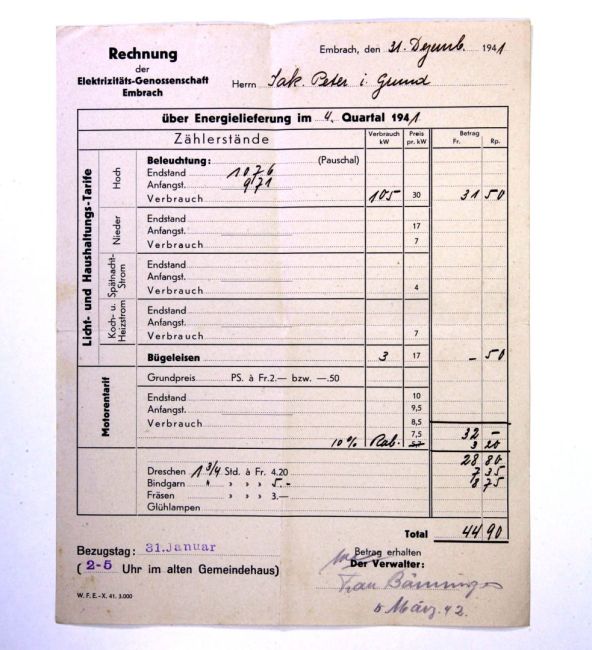 Rechnung
der
Elektrizitäts-Genossenschaft
Embrach
Embrach, den 31. Dezemb. 1941
Herrn Jak. Peter i. Grund
über Energielieferung im 4. Quartal 1941
Zählerstände
Verbrauch kW
Preis pr. kW
Betrag
Fr. Rp.
Licht- und Haushaltungs-Tarife
Hoch
Beleuchtung: (Pauschal)
Endstand 1076
Anfangst. 971
Verbrauch 105 30 31 50
Nieder
Endstand
Anfangst. 17
Verbrauch 7
Spätnacht-Strom
Endstand
Anfangst.
Verbrauch 4
Koch- u. Heizstrom
Endstand
Anfangst.
Verbrauch 7
Bügeleisen 3 17 – 50
Motorentarif
Grundpreis PS. à Fr. 2.— bzw. —.50
Endstand 10
Anfangst. 9,5
Verbrauch 8,5
7,5 32 –
10% Rab. 3 20
28 80
Dreschen 1 3/4 Std. à Fr. 4.20 7 35
Bindgarn " » » » 5.- 8 75
Fräsen » » » 3.—
Glühlampen
Total 44 90
Bezugstag: 31. Januar
( 2-5 Uhr im alten Gemeindehaus)
Betrag erhalten
Der Verwalter:
Frau Bänninger
5 März. 42.
W. F. E.-X. 41. 3.000